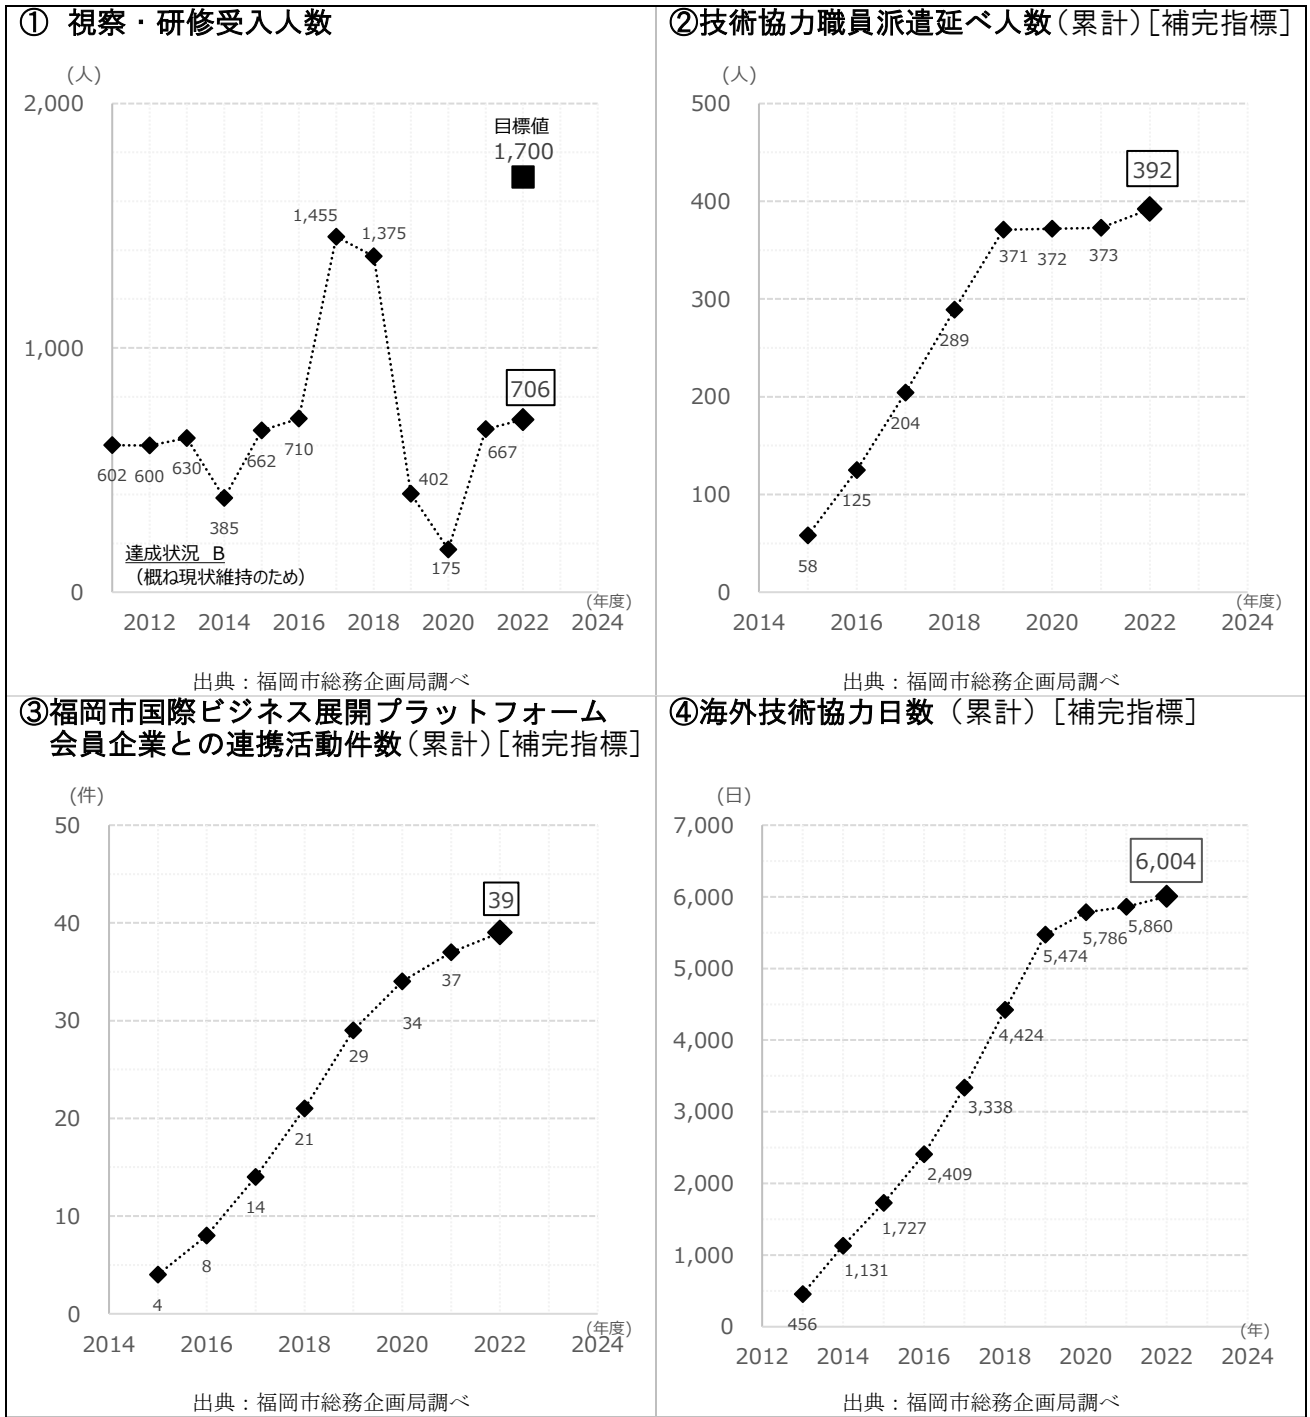 ① 視察・研修受入人数
(人)
2,000
目標値
1,700
1,455
1,375
1,000
706
602 600 630 385 662 710 402 175 667
達成状況 B
（概ね現状維持のため）
0
(年度)
2012 2014 2016 2018 2020 2022 2024
出典：福岡市総務企画局調べ
②技術協力職員派遣延べ人数（累計）［補完指標］
(人)
500
392
400
371 372 373
300
289
200
204
125
100
58
0
(年度)
2014 2016 2018 2020 2022 2024
出典：福岡市総務企画局調べ
③福岡市国際ビジネス展開プラットフォーム
会員企業との連携活動件数（累計）［補完指標］
(件)
50
39
40
37
34
30
29
21
20
14
10
8
4
0
(年度)
2014 2016 2018 2020 2022 2024
出典：福岡市総務企画局調べ
④海外技術協力日数（累計）［補完指標］
(日)
7,000
6,004
6,000
5,860
5,786
5,474
5,000
4,424
4,000
3,338
3,000
2,409
2,000
1,727
1,131
1,000
456
0
(年)
2012 2014 2016 2018 2020 2022 2024
出典：福岡市総務企画局調べ